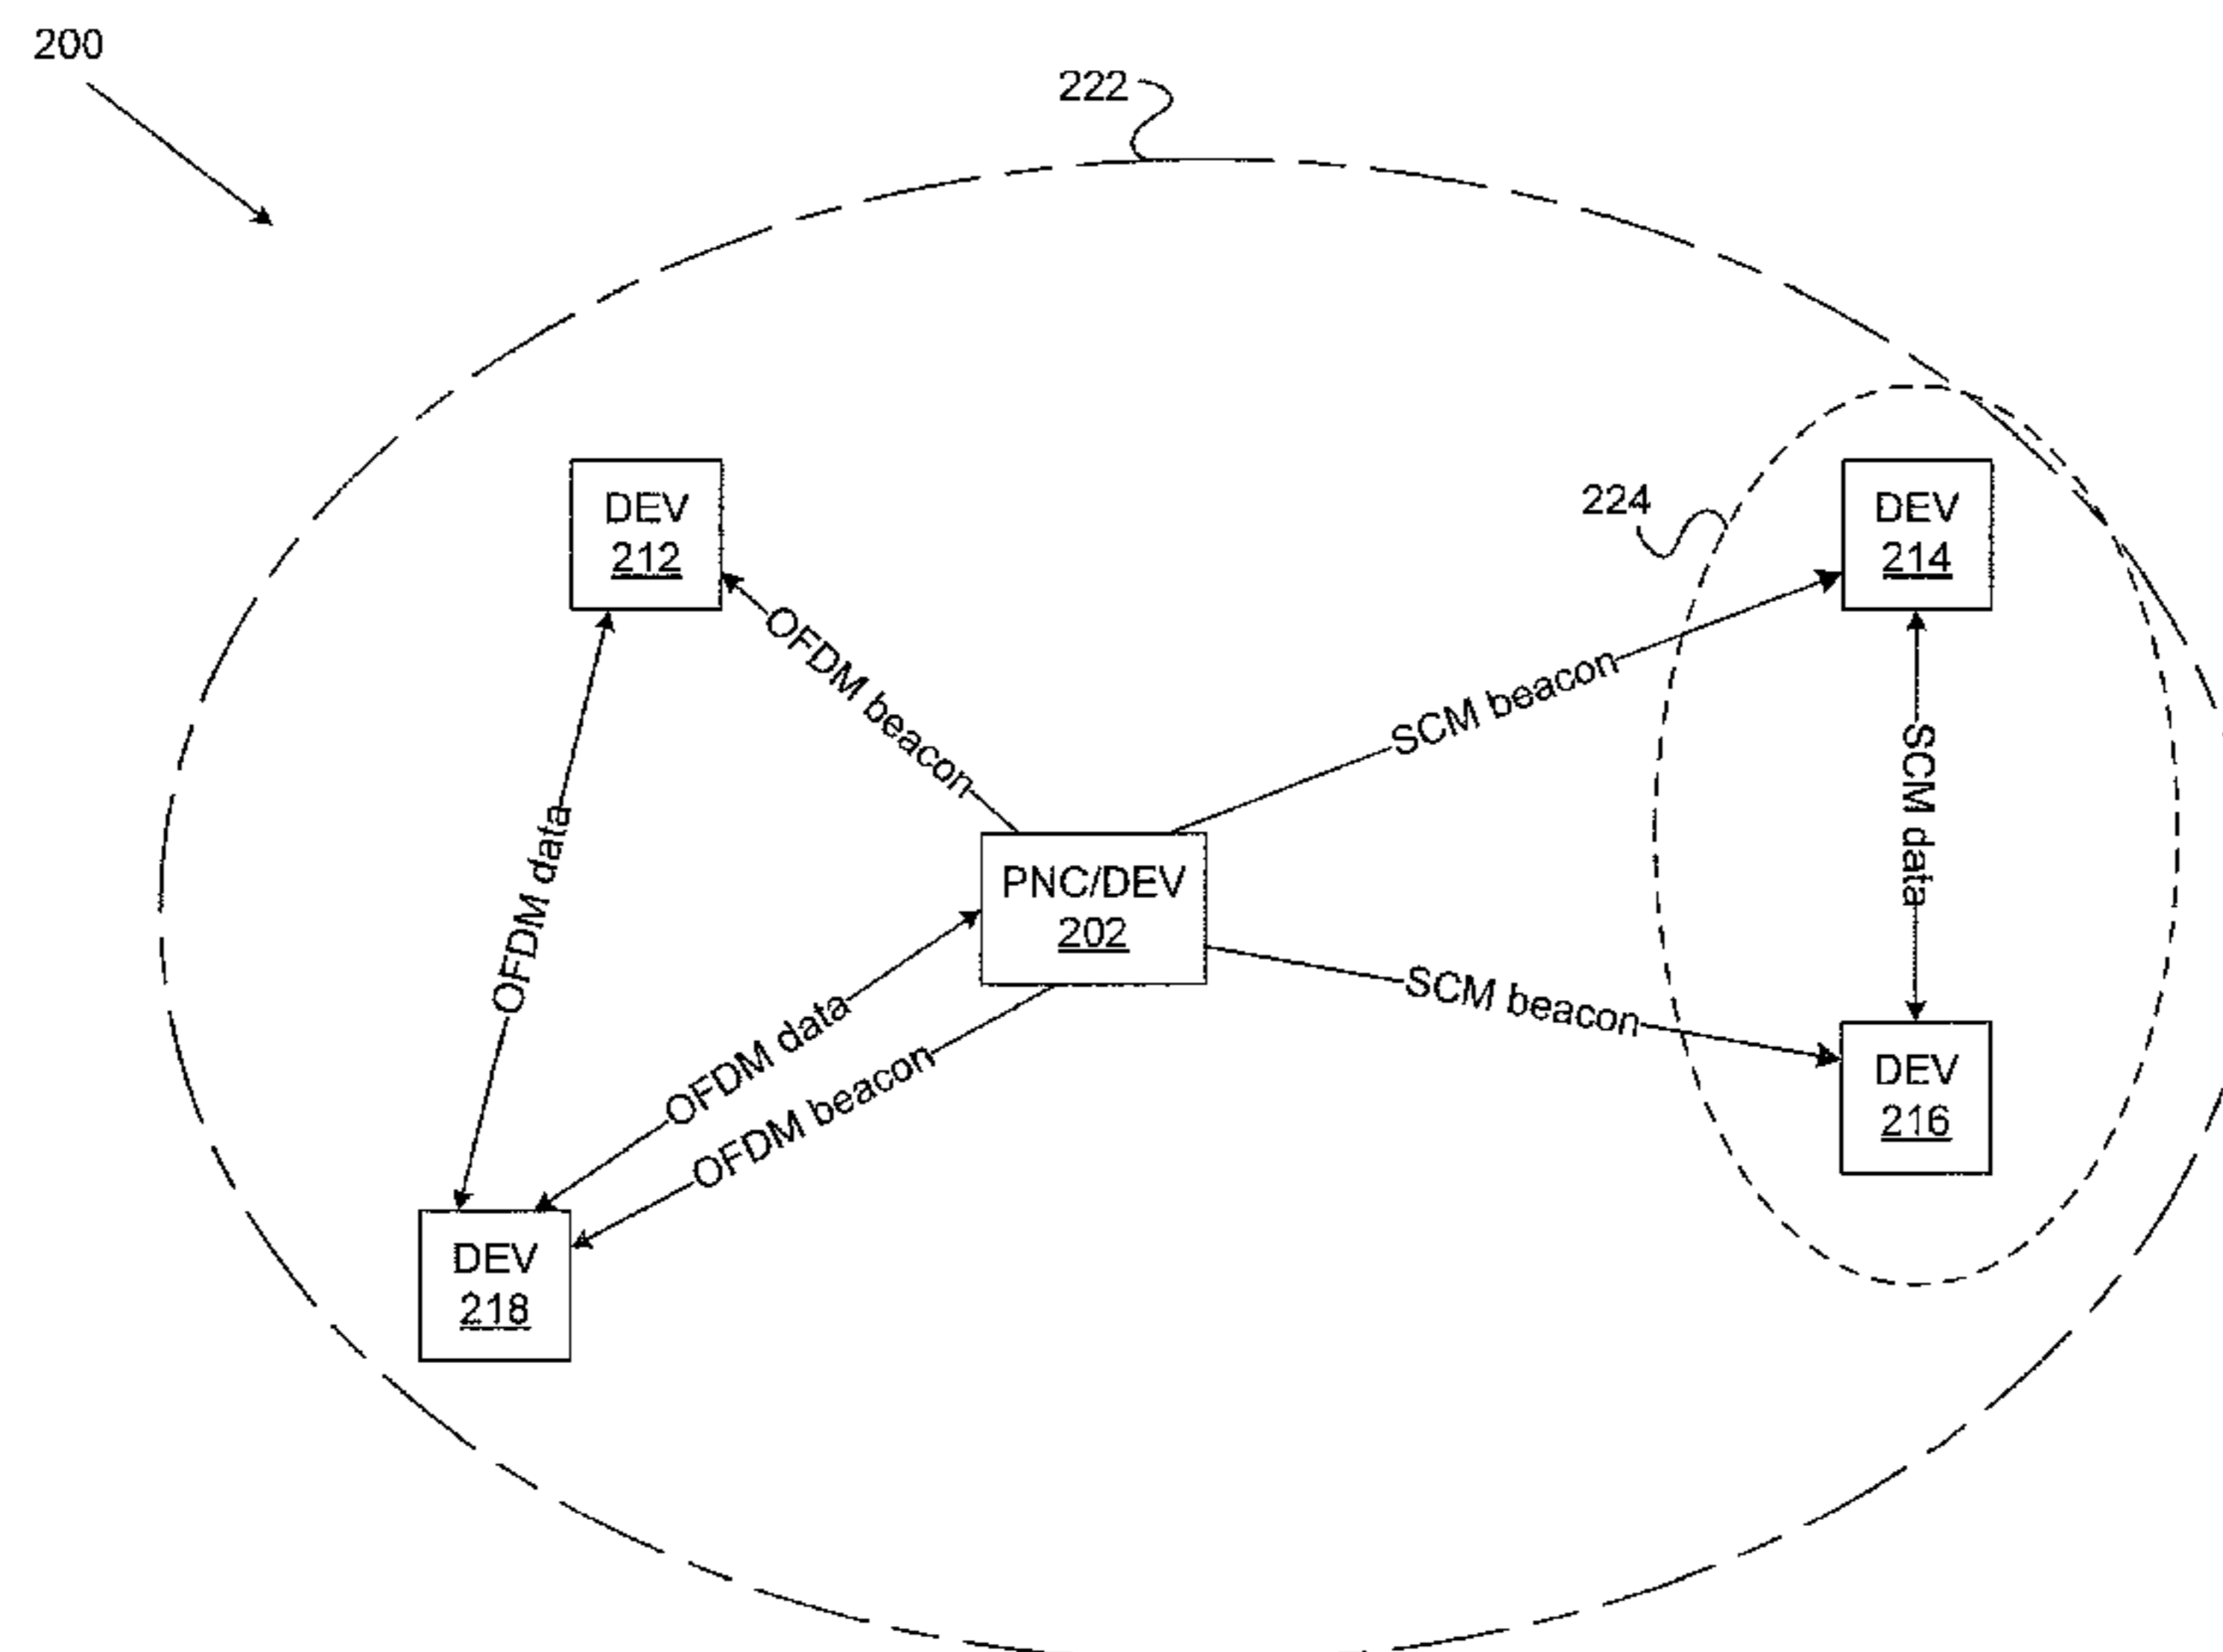 200
222
224
DEV
212
DEV
214
OFDM beacon
SCM beacon
SCM data
OFDM data
PNC/DEV
202
SCM beacon
OFDM data
OFDM beacon
DEV
216
DEV
218